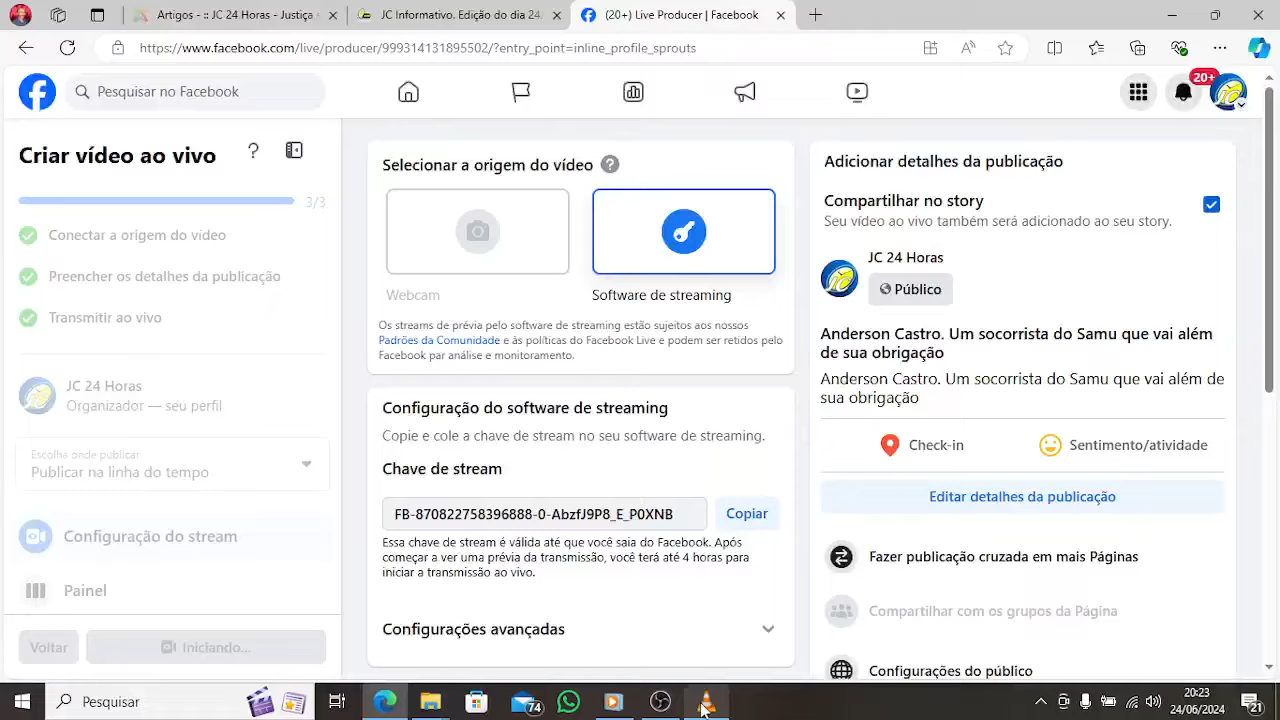 Artigo - :: JC 24 Horas - Justiça e
JC Informativo. Edição do dia 24
(20+) Live Producer | Facebook
https://www.facebook.com/live/producer/999314131895502/?entry_point=inline_profile_sprouts
Pesquisar no Facebook
20+
Criar vídeo ao vivo
3/3
Conectar a origem do vídeo
Preencher os detalhes da publicação
Transmitir ao vivo
JC 24 Horas
Organizador — seu perfil
Escolha onde publicar
Publicar na linha do tempo
Configuração do stream
Painel
Voltar
Iniciando...
Selecionar a origem do vídeo
Webcam
Software de streaming
Os streams de prévia pelo software de streaming estão sujeitos aos nossos
Padrões da Comunidade e às políticas do Facebook Live e podem ser retidos pelo
Facebook par análise e monitoramento.
Configuração do software de streaming
Copie e cole a chave de stream no seu software de streaming.
Chave de stream
FB-870822758396888-0-AbzfJ9P8_E_P0XNB
Copiar
Essa chave de stream é válida até que você saia do Facebook. Após
começar a ver uma prévia da transmissão, você terá até 4 horas para
iniciar a transmissão ao vivo.
Configurações avançadas
Adicionar detalhes da publicação
Compartilhar no story
Seu vídeo ao vivo também será adicionado ao seu story.
JC 24 Horas
Público
Anderson Castro. Um socorrista do Samu que vai além
de sua obrigação
Anderson Castro. Um socorrista do Samu que vai além de
sua obrigação
Check-in
Sentimento/atividade
Editar detalhes da publicação
Fazer publicação cruzada em mais Páginas
Compartilhar com os grupos da Página
Configurações do público
Pesquisar
74
20:23
24/06/2024
21